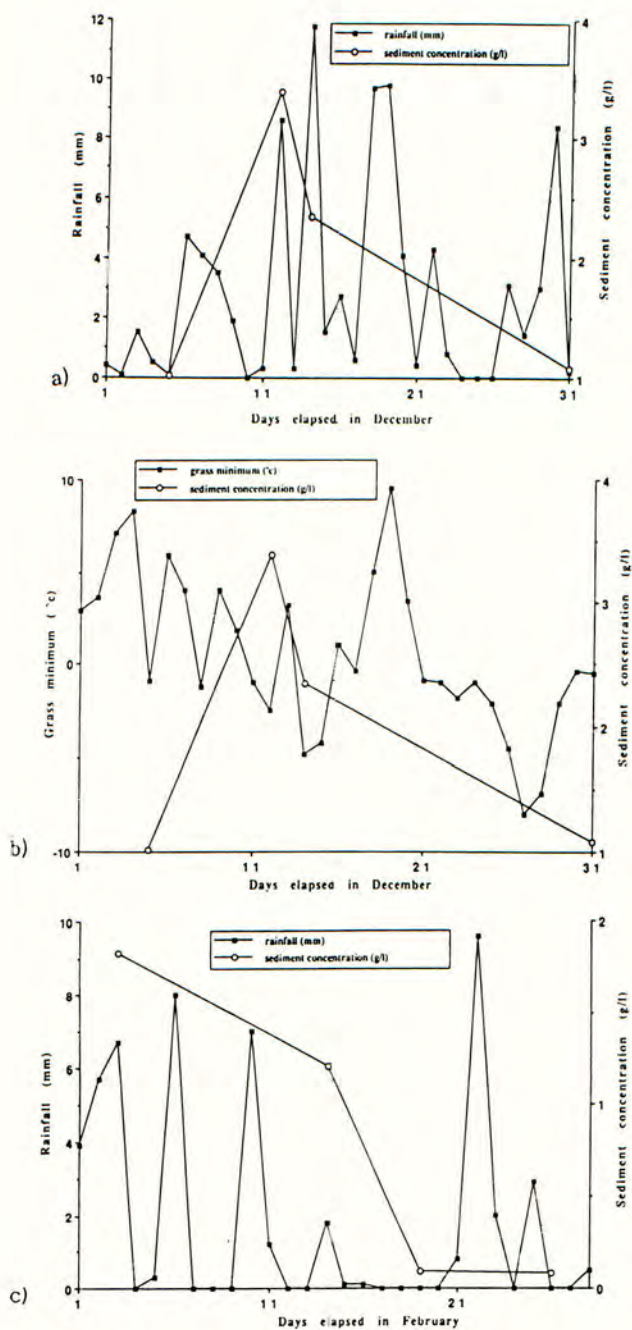 rainfall (mm)
sediment concentration (g/l)
12
10
8
6
4
2
0
Rainfall (mm)
4
3
2
1
Sediment concentration (g/l)
a)
1
11
21
31
Days elapsed in December
grass minimum (°c)
sediment concentration (g/l)
10
0
-10
Grass minimum (°c)
4
3
2
1
Sediment concentration (g/l)
b)
1
11
21
31
Days elapsed in December
rainfall (mm)
sediment concentration (g/l)
10
8
6
4
2
0
Rainfall (mm)
2
1
0
Sediment concentration (g/l)
c)
1
11
21
Days elapsed in February